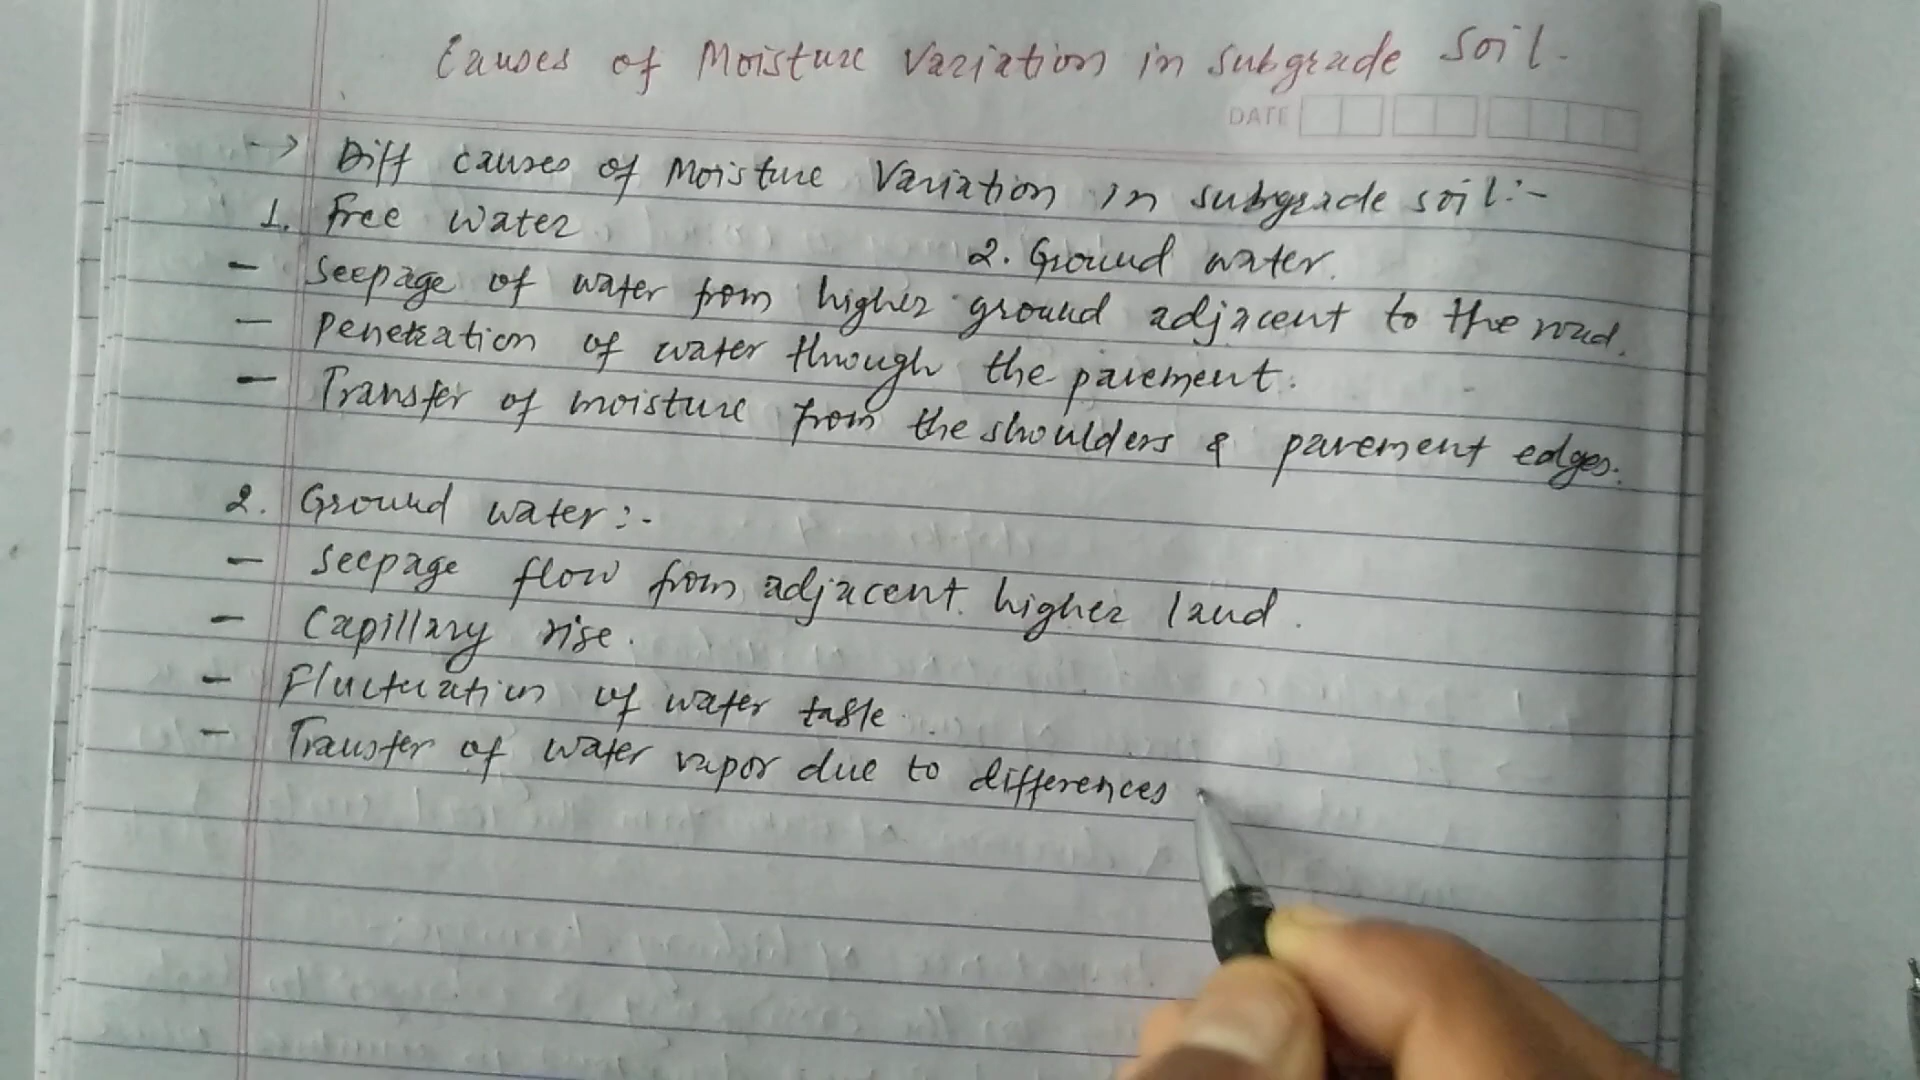 Causes of Moisture Variation in Subgrade Soil.
DATE
-> Diff causes of Moisture Variation in subgrade soil:-
1. Free water
2. Ground water.
- Seepage of water from higher ground adjacent to the road.
- Penetration of water through the pavement.
- Transfer of moisture from the shoulders & pavement edges.
2. Ground water:-
- Seepage flow from adjacent higher land.
- Capillary rise.
- Fluctuation of water table
- Transfer of water vapor due to differences